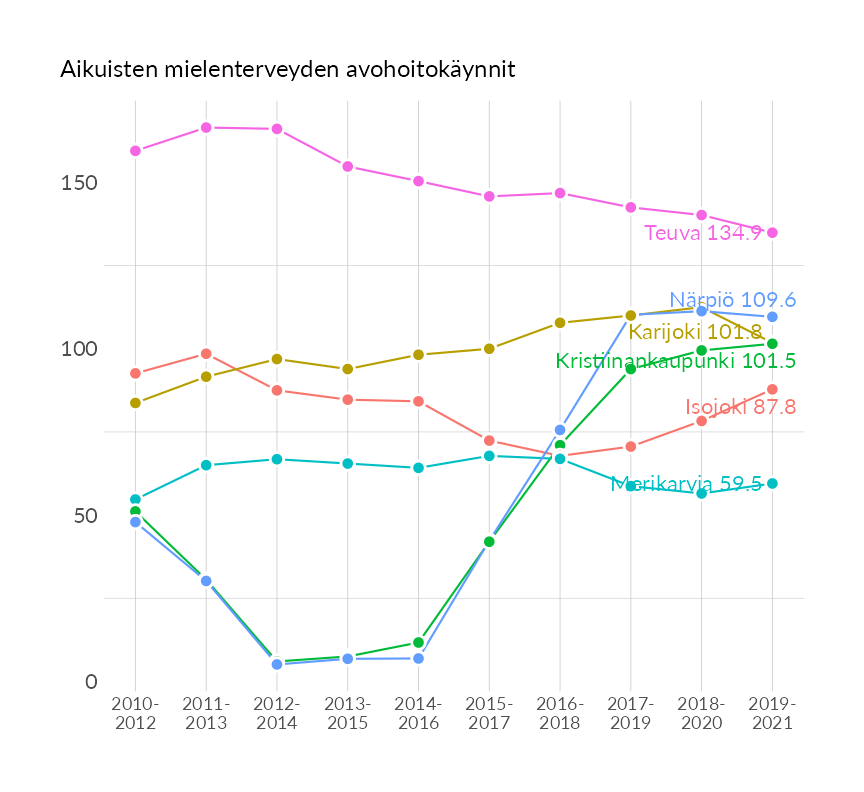 Aikuisten mielenterveyden avohoitokäynnit
150
Teuva 134.9
Närpiö 109.6
Karijoki 101.8
100
Kristiinankaupunki 101.5
Isojoki 87.8
Merikarvia 59.5
50
0
2010- 2011- 2012- 2013- 2014- 2015- 2016- 2017- 2018- 2019-
2012 2013 2014 2015 2016 2017 2018 2019 2020 2021